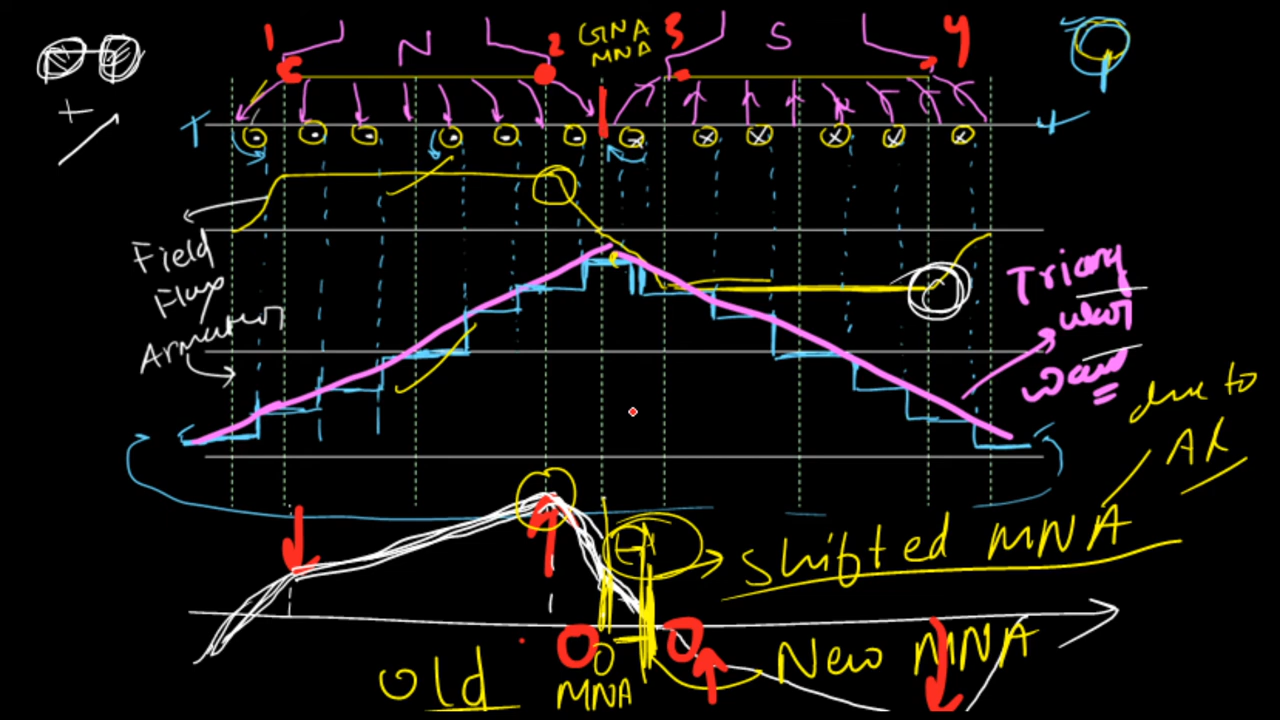 1 N 2 GNA 3 S 4
MNA
Field
Flux
Armature
Triang
ular
wave
due to
AR
shifted MNA
New MNA
old
MNA